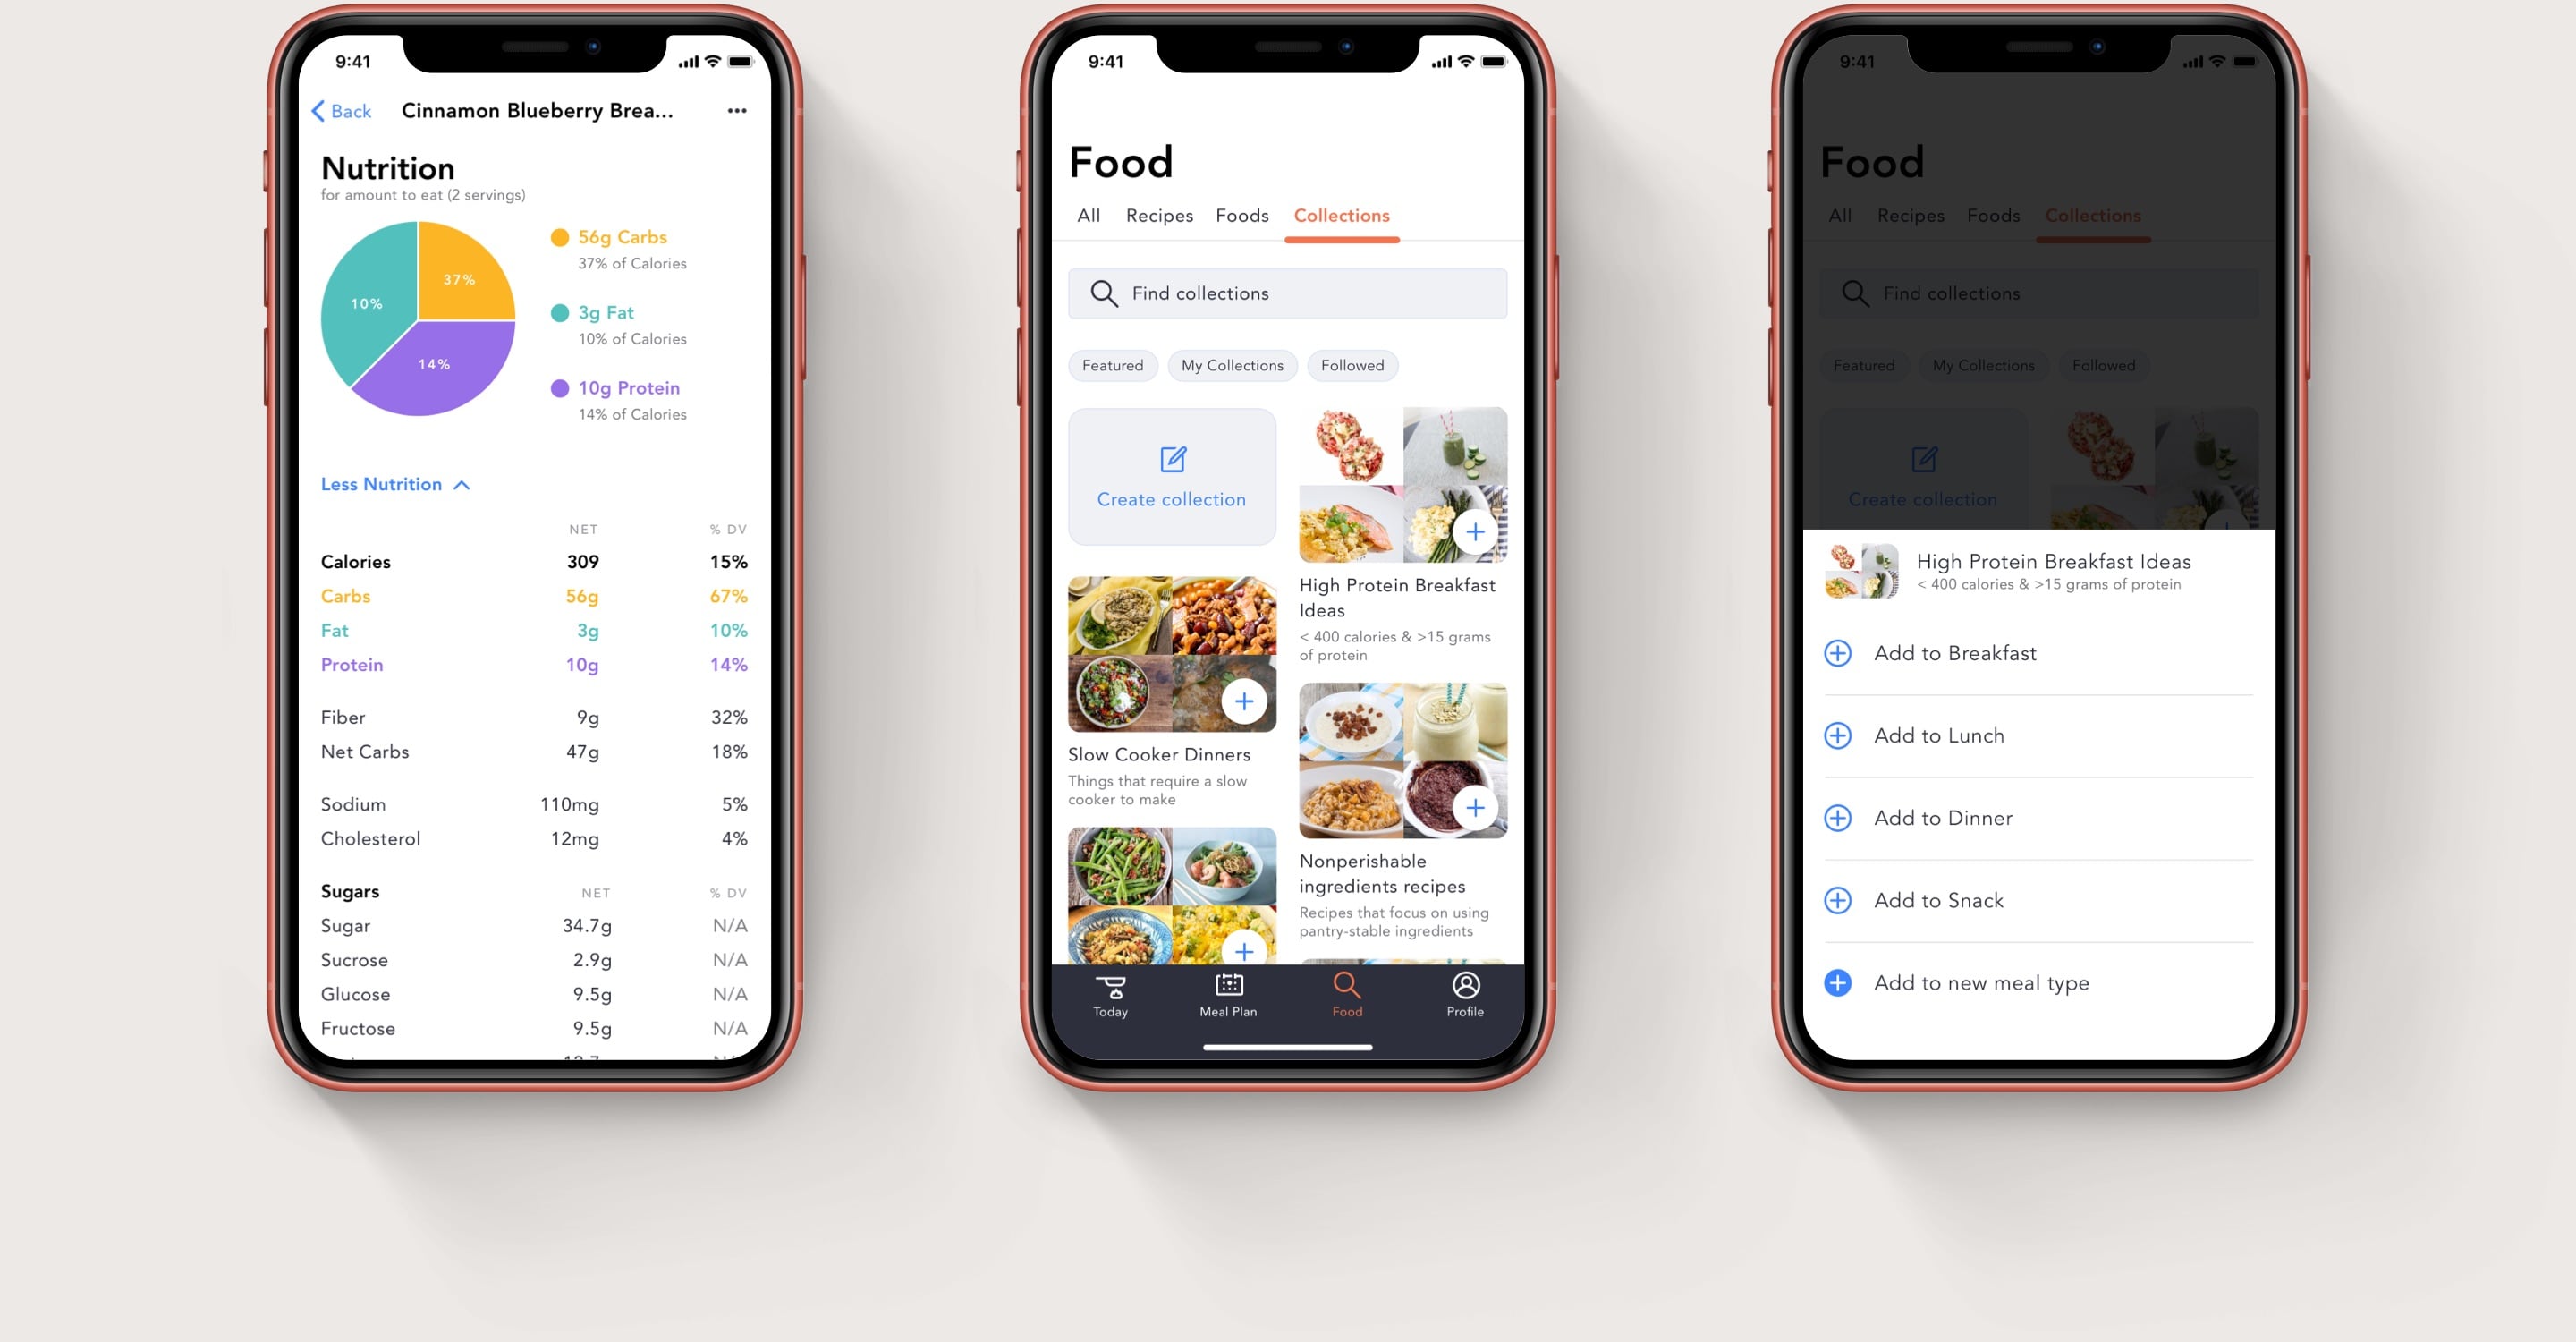 9:41
Back
Cinnamon Blueberry Brea...
Nutrition
for amount to eat (2 servings)
37%
10%
14%
56g Carbs
37% of Calories
3g Fat
10% of Calories
10g Protein
14% of Calories
Less Nutrition
NET % DV
Calories 309 15%
Carbs 56g 67%
Fat 3g 10%
Protein 10g 14%
Fiber 9g 32%
Net Carbs 47g 18%
Sodium 110mg 5%
Cholesterol 12mg 4%
Sugars NET % DV
Sugar 34.7g N/A
Sucrose 2.9g N/A
Glucose 9.5g N/A
Fructose 9.5g N/A
9:41
Food
All Recipes Foods Collections
Find collections
Featured My Collections Followed
Create collection
High Protein Breakfast
Ideas
< 400 calories & >15 grams
of protein
Slow Cooker Dinners
Things that require a slow
cooker to make
Nonperishable
ingredients recipes
Recipes that focus on using
pantry-stable ingredients
Today Meal Plan Food Profile
9:41
Food
All Recipes Foods Collections
Find collections
Featured My Collections Followed
Create collection
High Protein Breakfast Ideas
< 400 calories & >15 grams of protein
Add to Breakfast
Add to Lunch
Add to Dinner
Add to Snack
Add to new meal type